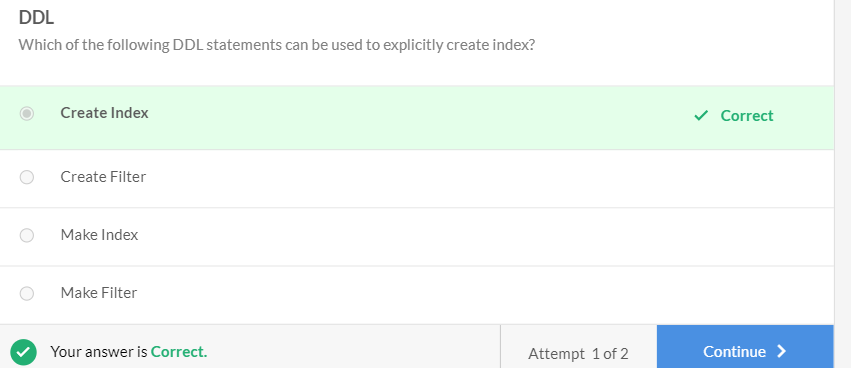 DDL
Which of the following DDL statements can be used to explicitly create index?
Create Index
Correct
Create Filter
Make Index
Make Filter
Your answer is Correct.
Attempt 1 of 2
Continue